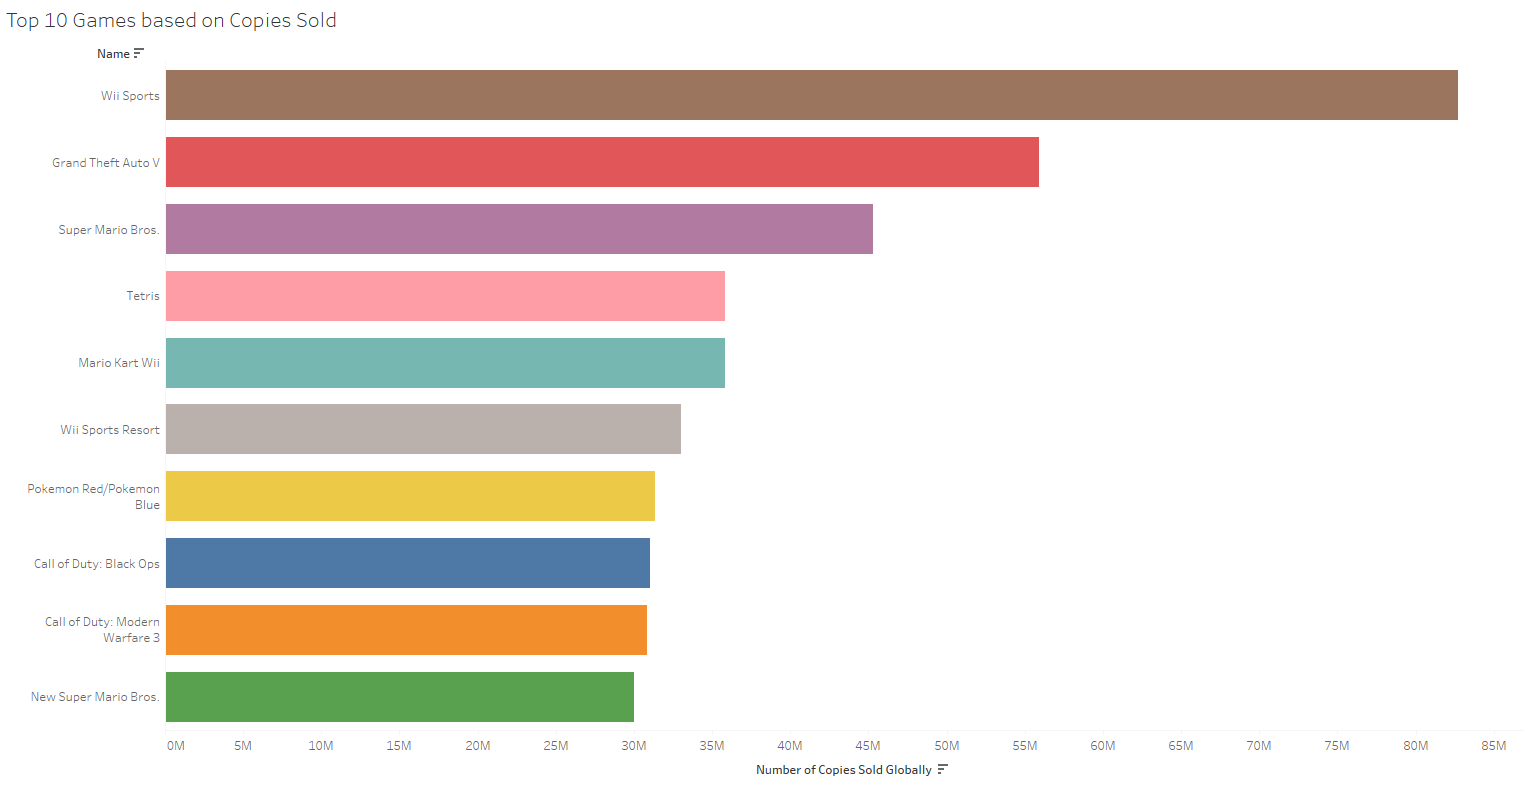 Top 10 Games based on Copies Sold
Name
Wii Sports
Grand Theft Auto V
Super Mario Bros.
Tetris
Mario Kart Wii
Wii Sports Resort
Pokemon Red/Pokemon
Blue
Call of Duty: Black Ops
Call of Duty: Modern
Warfare 3
New Super Mario Bros.
0M 5M 10M 15M 20M 25M 30M 35M 40M 45M 50M 55M 60M 65M 70M 75M 80M 85M
Number of Copies Sold Globally